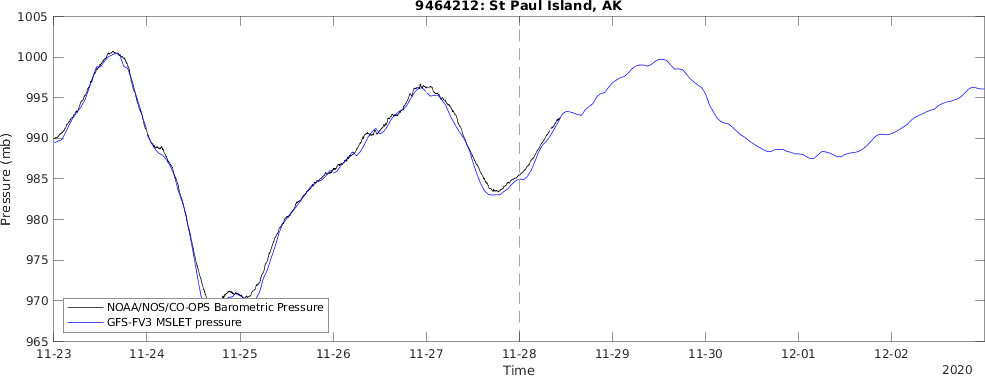 9464212: St Paul Island, AK
Pressure (mb)
1005
1000
995
990
985
980
975
970
965
NOAA/NOS/CO-OPS Barometric Pressure
GFS-FV3 MSLET pressure
11-23 11-24 11-25 11-26 11-27 11-28 11-29 11-30 12-01 12-02
Time
2020